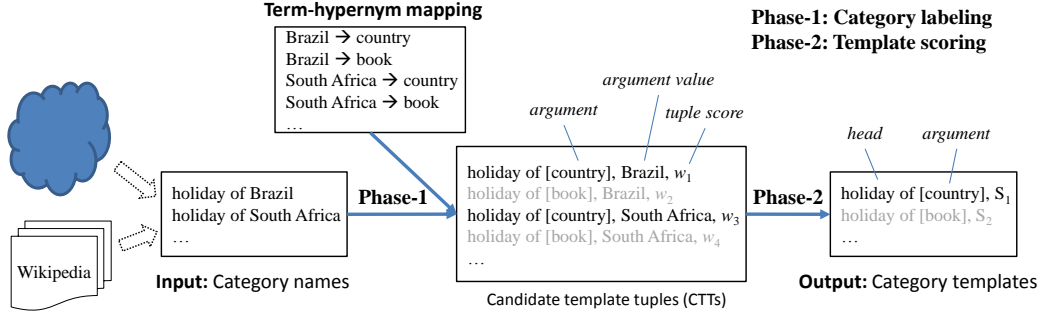 Term-hypernym mapping
Brazil → country
Brazil → book
South Africa → country
South Africa → book
…
Phase-1: Category labeling
Phase-2: Template scoring
argument
argument value
tuple score
head
argument
holiday of Brazil
holiday of South Africa
…
Phase-1
holiday of [country], Brazil, w1
holiday of [book], Brazil, w2
holiday of [country], South Africa, w3
holiday of [book], South Africa, w4
…
Phase-2
holiday of [country], S1
holiday of [book], S2
…
Wikipedia
Input: Category names
Candidate template tuples (CTTs)
Output: Category templates